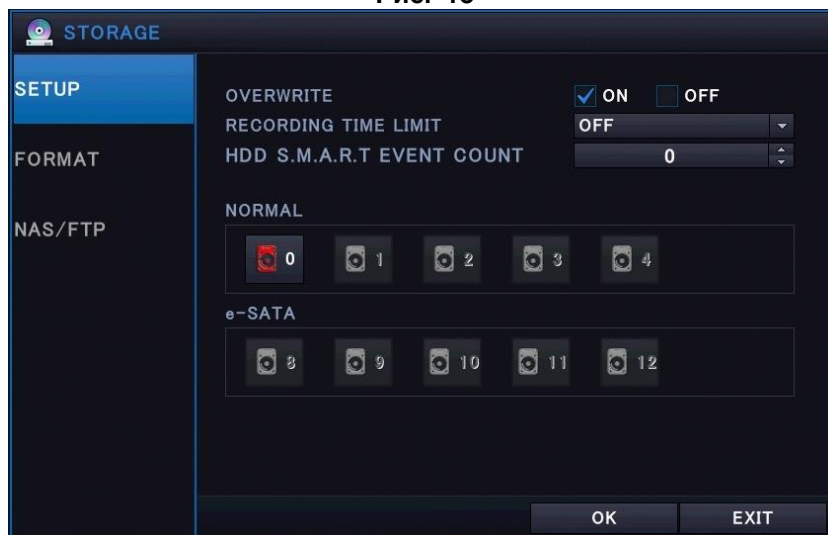 STORAGE
SETUP
FORMAT
NAS/FTP
OVERWRITE ON OFF
RECORDING TIME LIMIT OFF
HDD S.M.A.R.T EVENT COUNT 0
NORMAL
0 1 2 3 4
e-SATA
8 9 10 11 12
OK EXIT